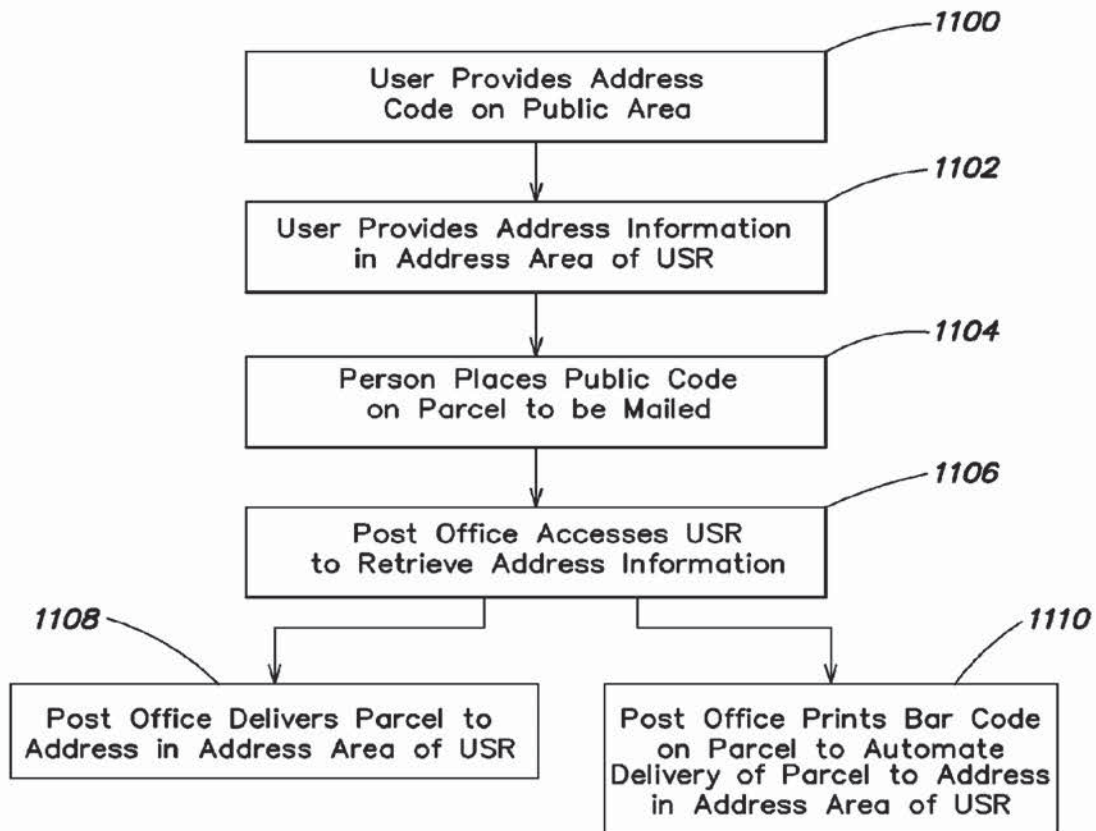 1100
User Provides Address
Code on Public Area
1102
User Provides Address Information
in Address Area of USR
1104
Person Places Public Code
on Parcel to be Mailed
1106
Post Office Accesses USR
to Retrieve Address Information
1108
Post Office Delivers Parcel to
Address in Address Area of USR
1110
Post Office Prints Bar Code
on Parcel to Automate
Delivery of Parcel to Address
in Address Area of USR